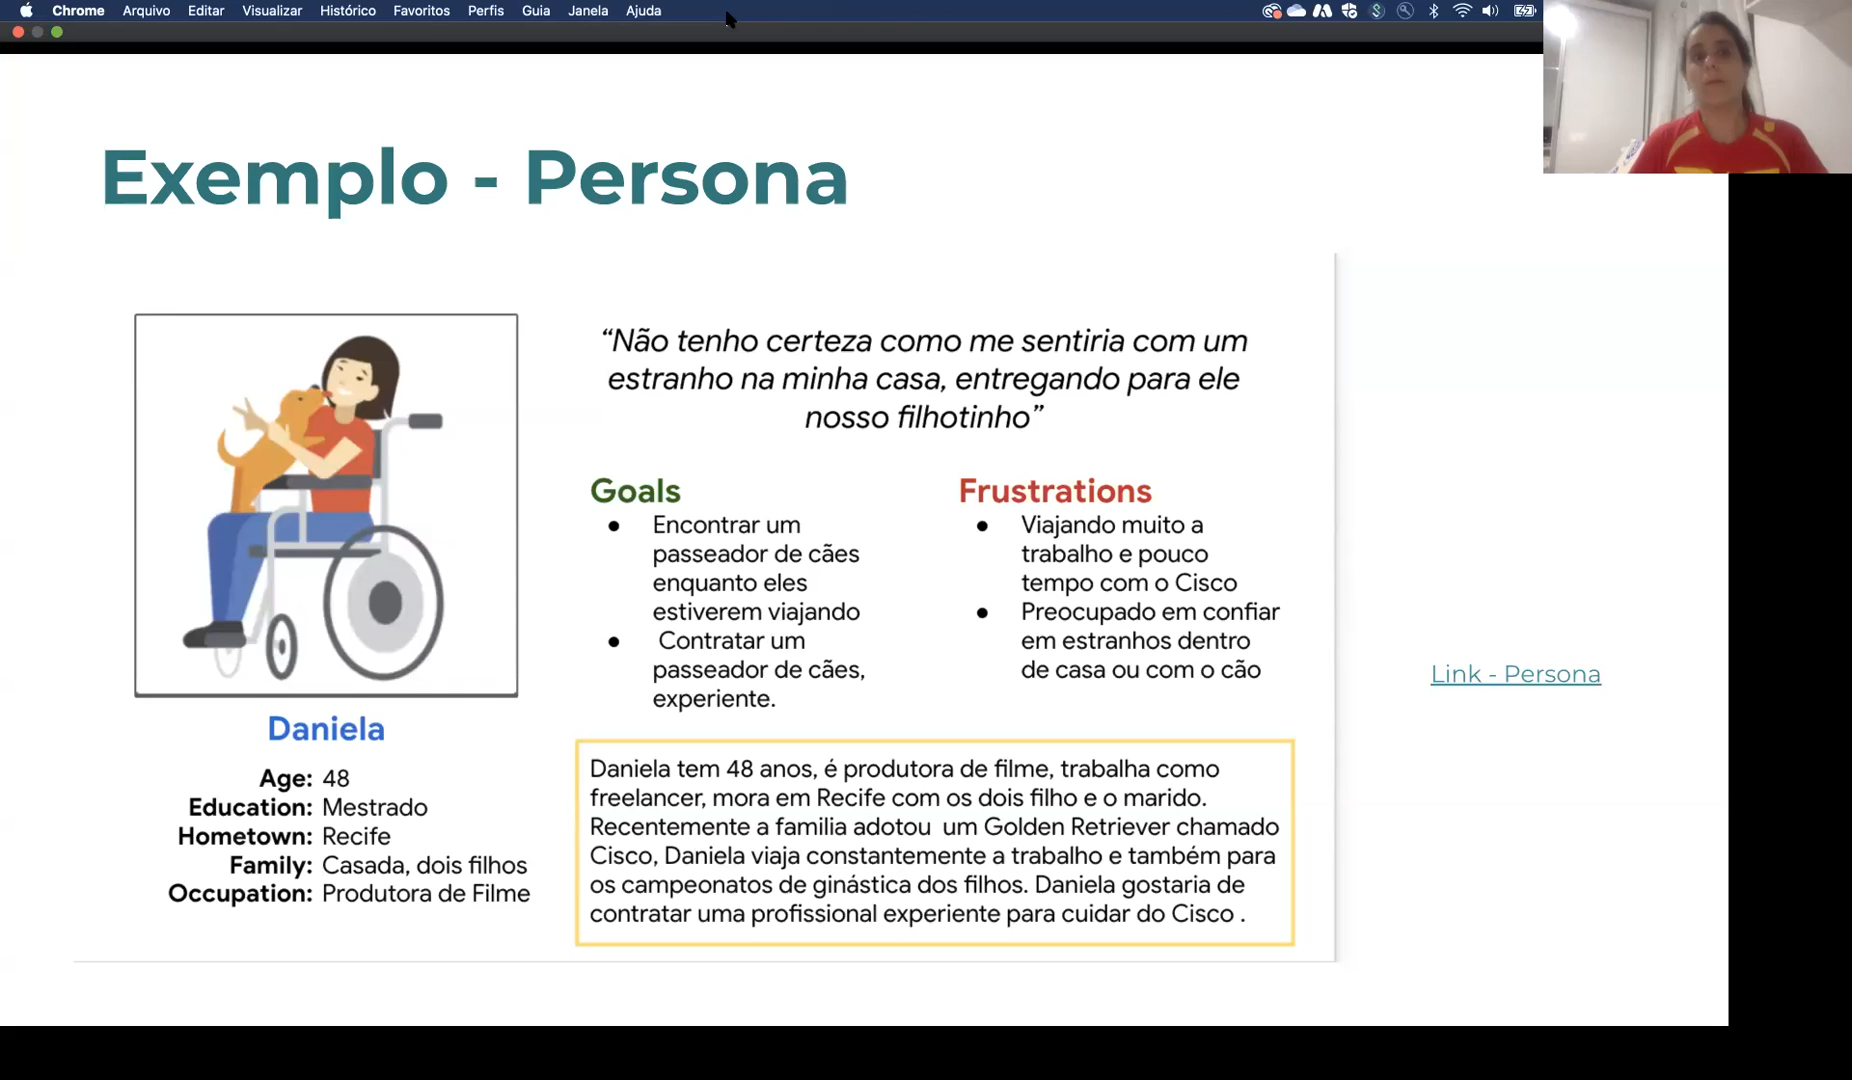 Chrome Arquivo Editar Visualizar Histórico Favoritos Perfis Guia Janela Ajuda
Exemplo - Persona
“Não tenho certeza como me sentiria com um
estranho na minha casa, entregando para ele
nosso filhotinho”
Goals
● Encontrar um
passeador de cães
enquanto eles
estiverem viajando
● Contratar um
passeador de cães,
experiente.
Frustrations
● Viajando muito a
trabalho e pouco
tempo com o Cisco
● Preocupado em confiar
em estranhos dentro
de casa ou com o cão
Link - Persona
Daniela
Age: 48
Education: Mestrado
Hometown: Recife
Family: Casada, dois filhos
Occupation: Produtora de Filme
Daniela tem 48 anos, é produtora de filme, trabalha como
freelancer, mora em Recife com os dois filho e o marido.
Recentemente a familia adotou um Golden Retriever chamado
Cisco, Daniela viaja constantemente a trabalho e também para
os campeonatos de ginástica dos filhos. Daniela gostaria de
contratar uma profissional experiente para cuidar do Cisco .